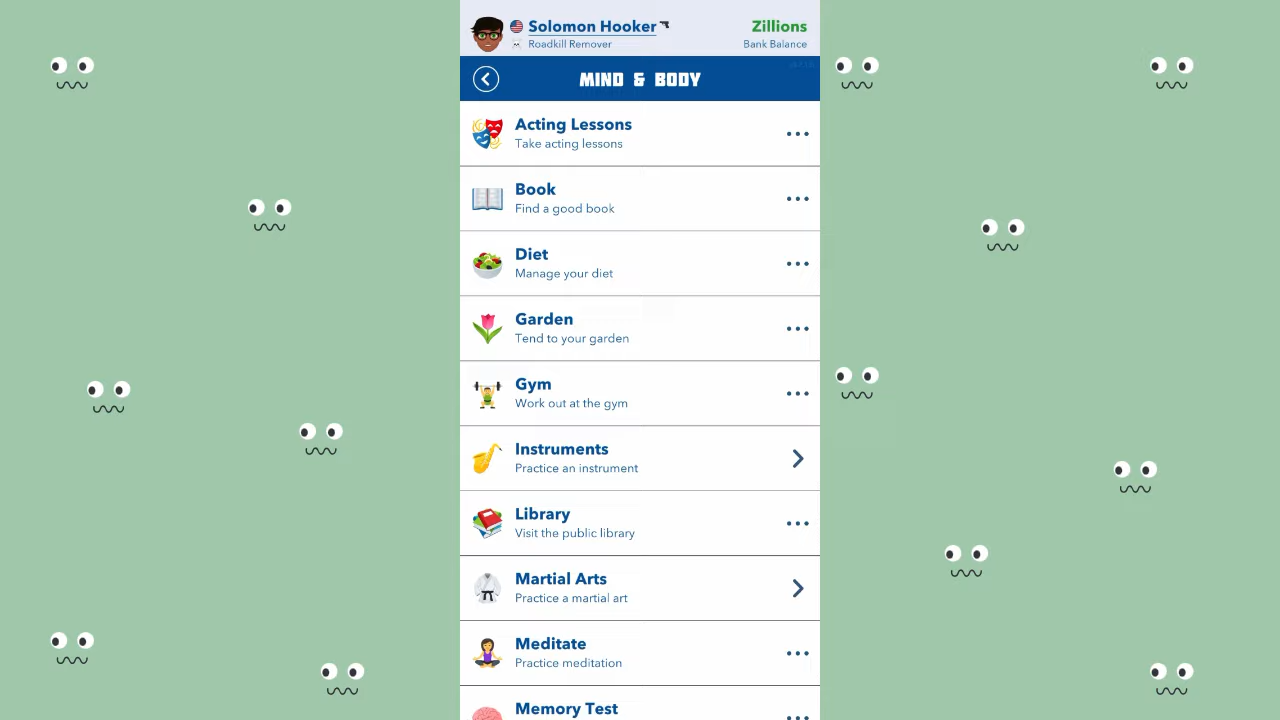 Solomon Hooker
Zillions
Roadkill Remover
Bank Balance
MIND & BODY
Acting Lessons
Take acting lessons
Book
Find a good book
Diet
Manage your diet
Garden
Tend to your garden
Gym
Work out at the gym
Instruments
Practice an instrument
Library
Visit the public library
Martial Arts
Practice a martial art
Meditate
Practice meditation
Memory Test